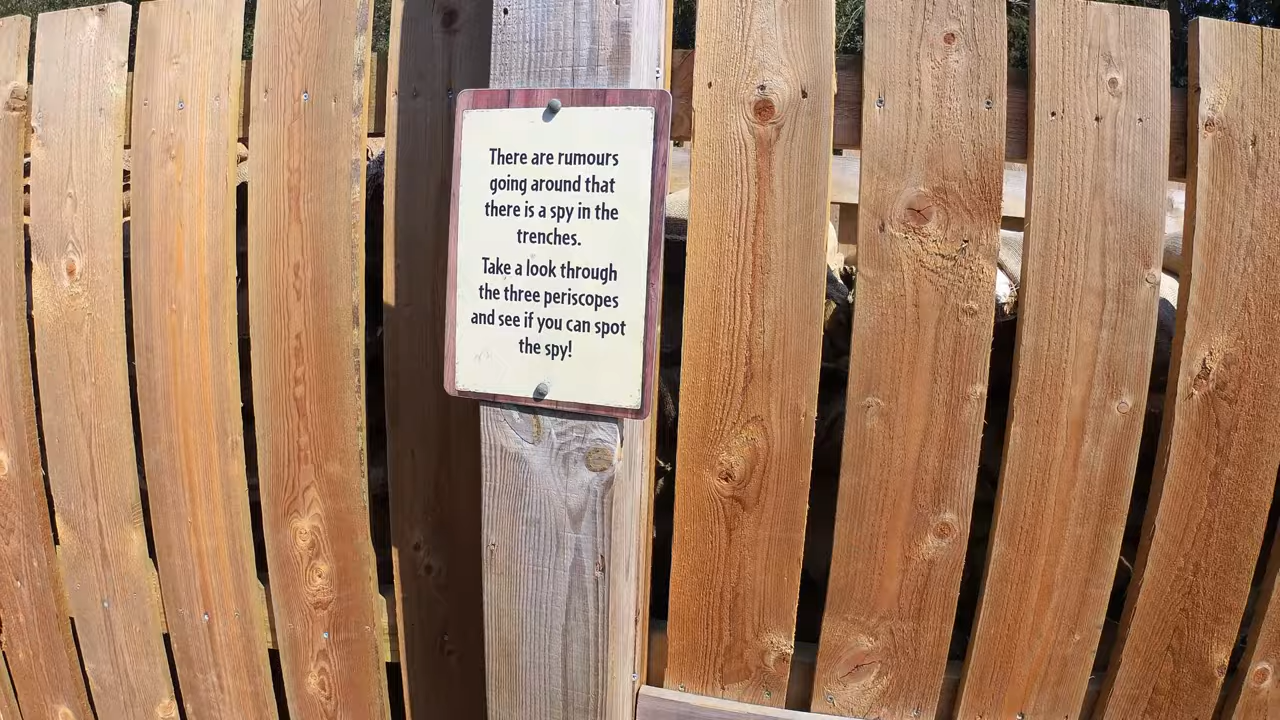 There are rumours
going around that
there is a spy in the
trenches.
Take a look through
the three periscopes
and see if you can spot
the spy!